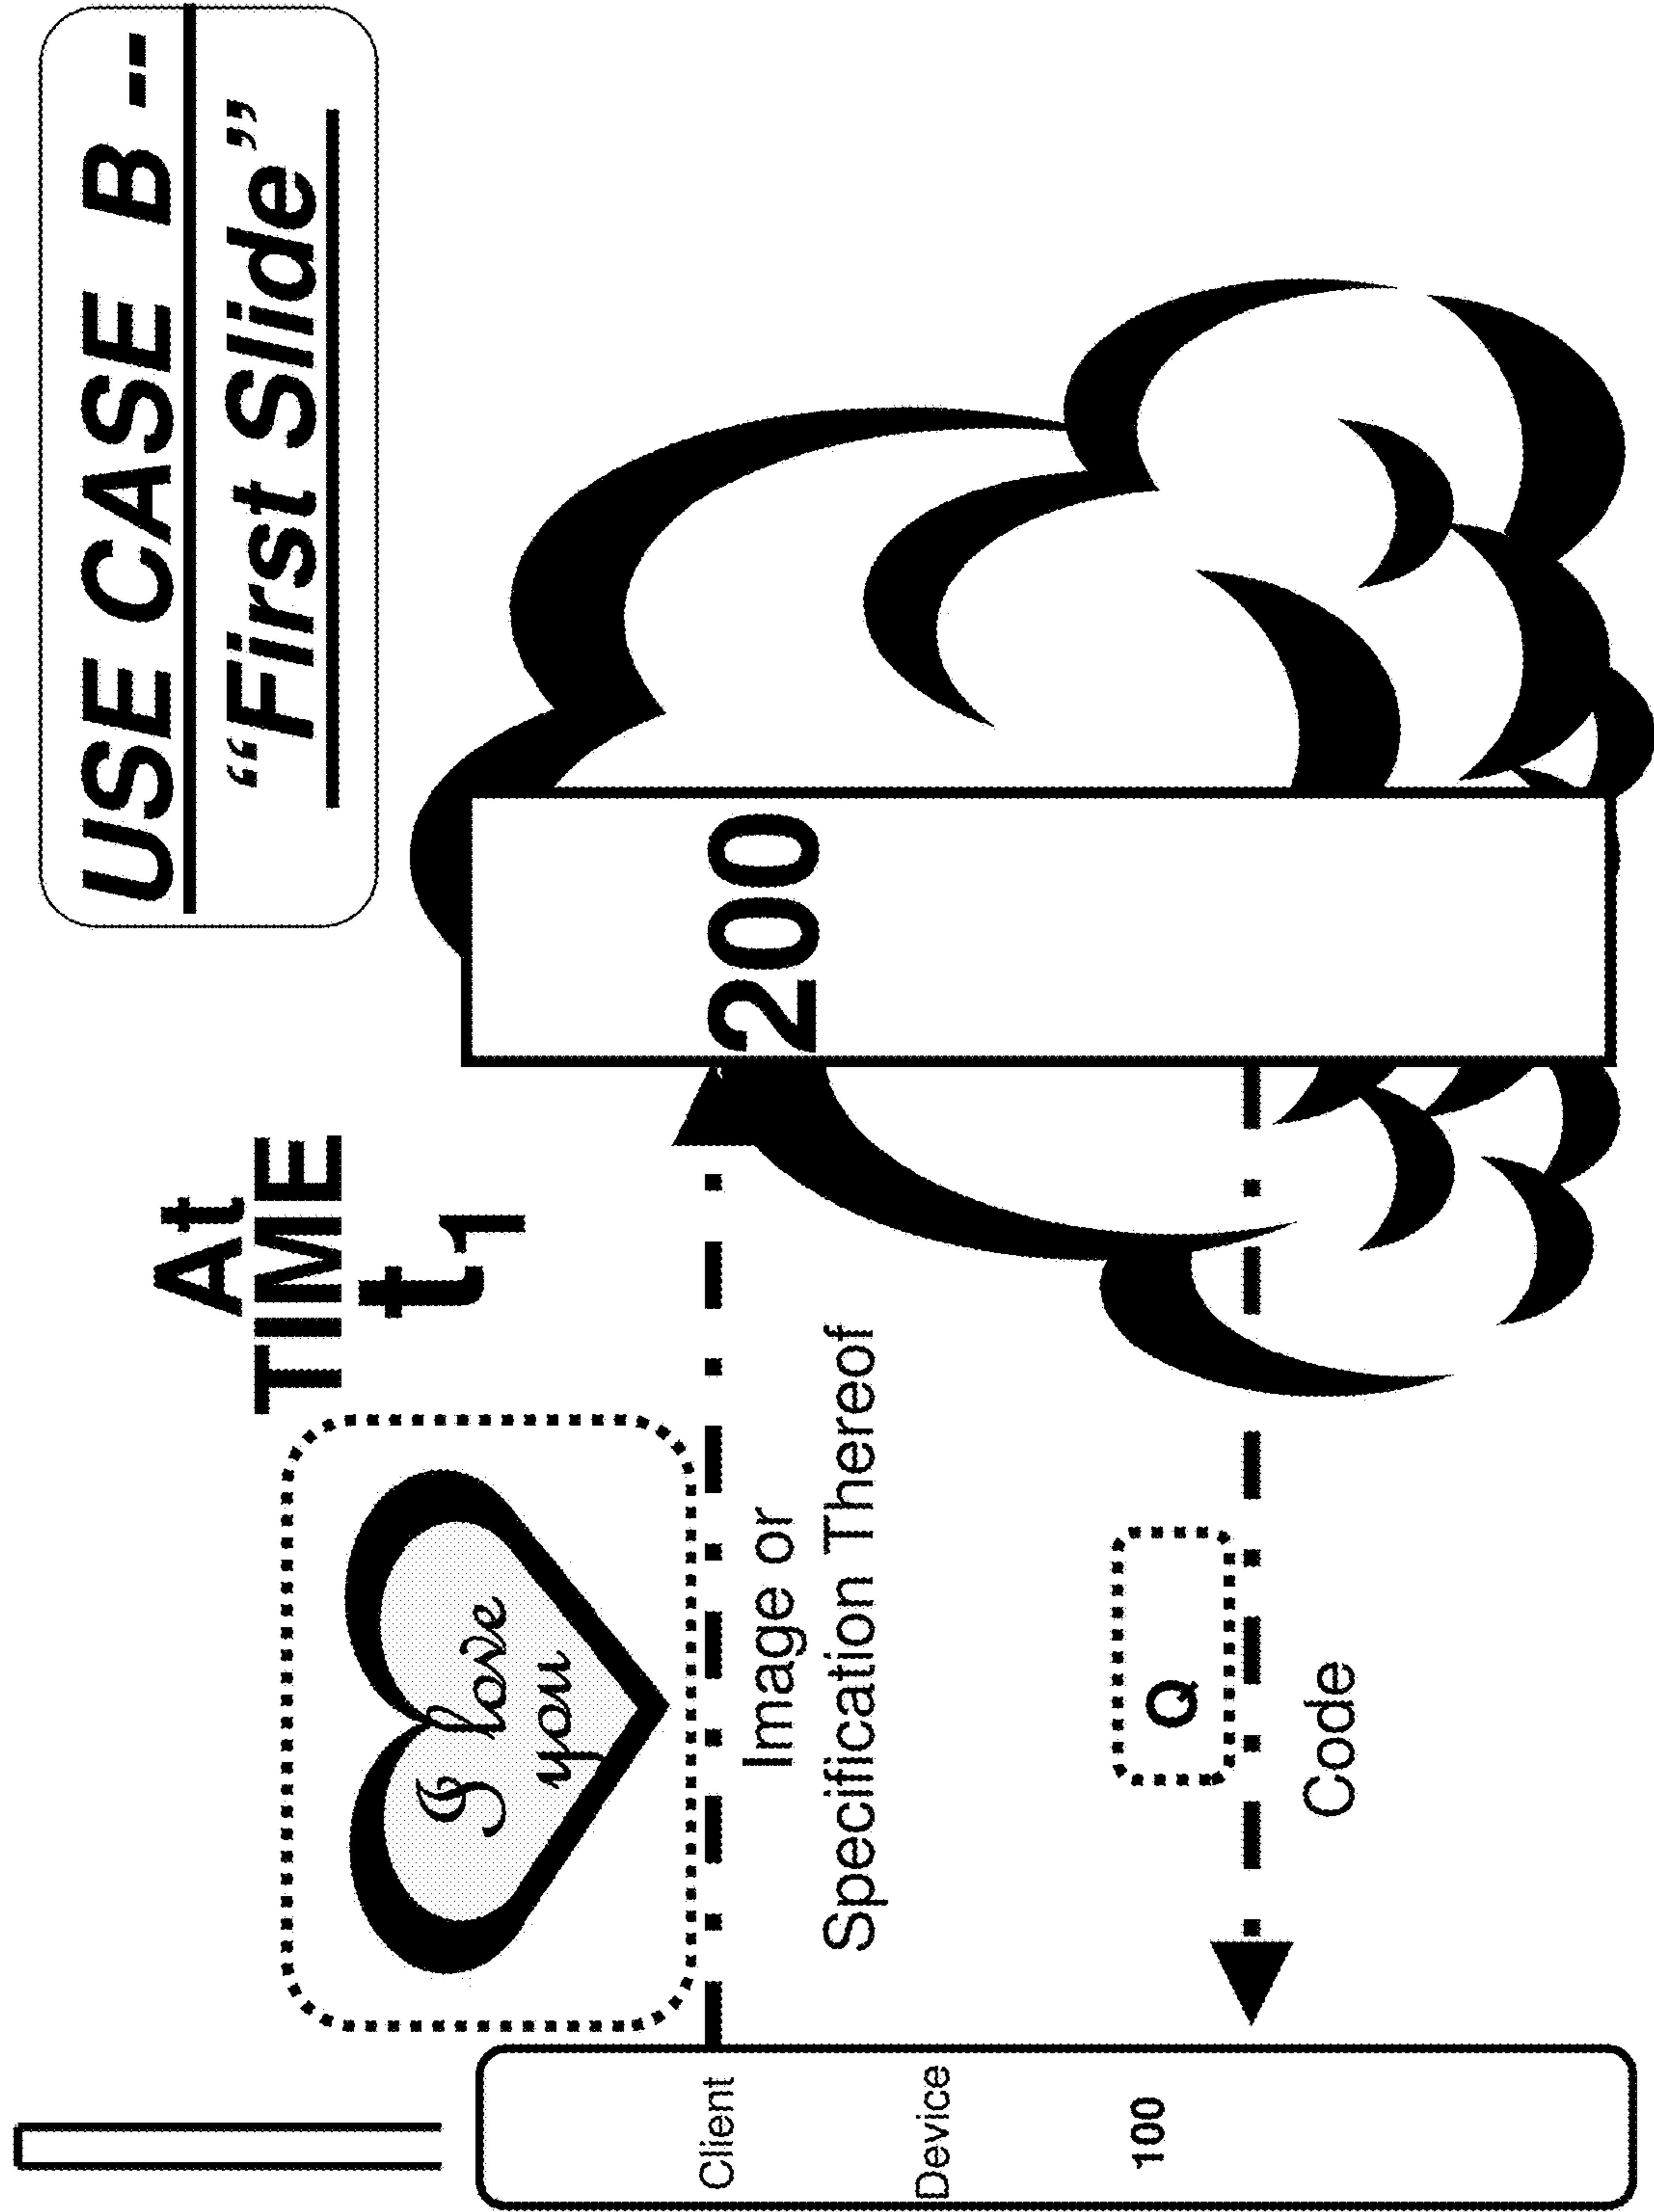 USE CASE B --
“First Slide”
At
TIME
t1
I love
you
Image or
Specification Thereof
200
Q
Code
Client
Device
100